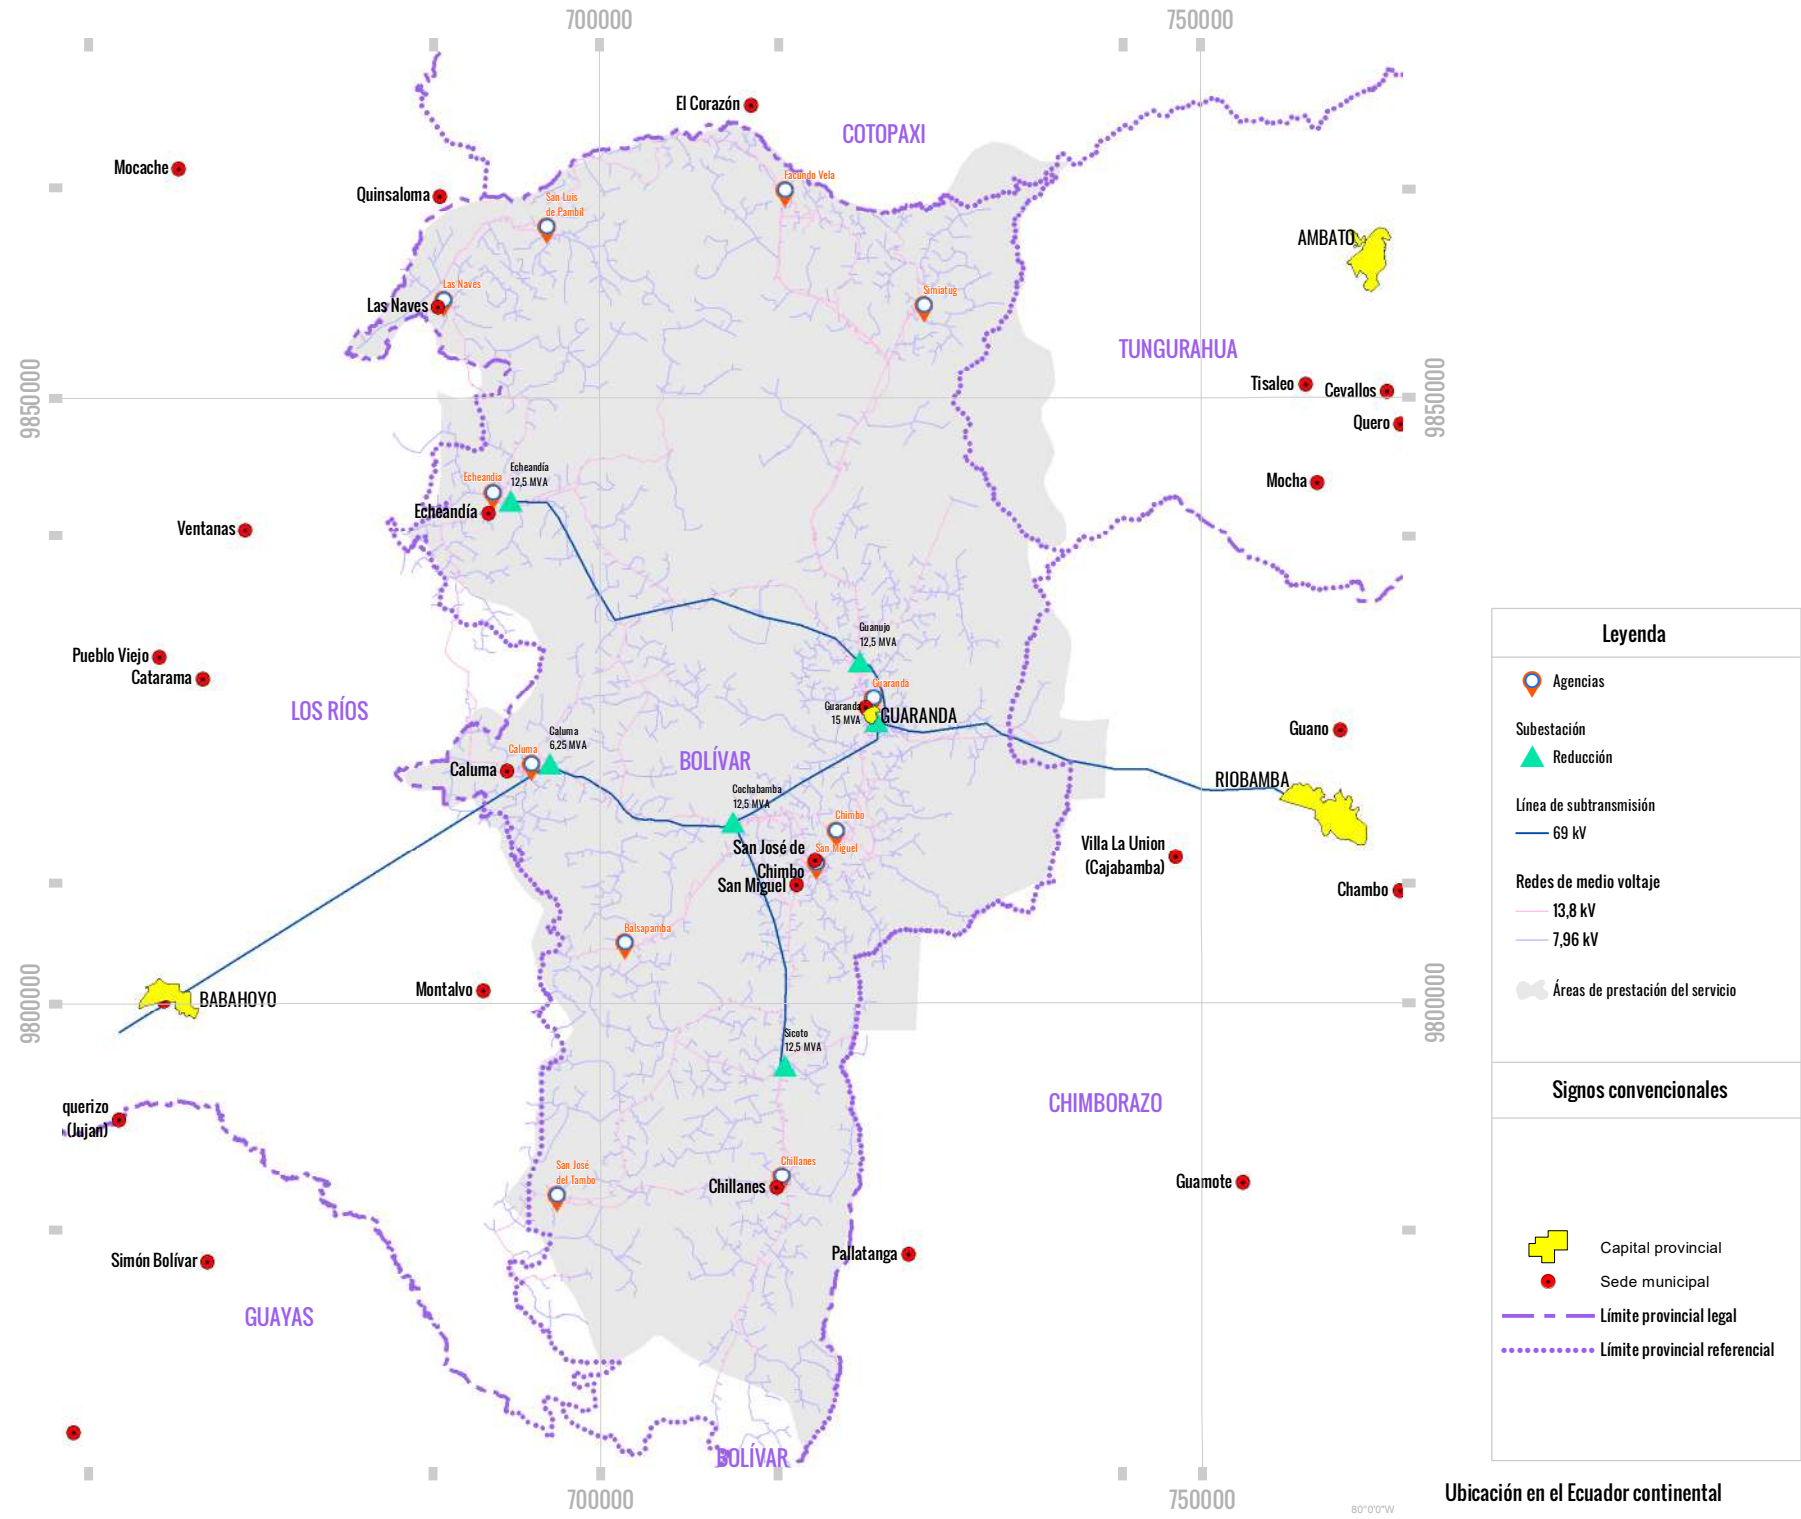 700000
750000
El Corazón
COTOPAXI
Mocache
Facundo Vela
Quinsaloma
San Luis
de Pambil
AMBATO
Las Naves
Simiatug
Las Naves
TUNGURAHUA
9850000
9850000
Tisaleo
Cevallos
Quero
Echeandía
12,5 MVA
Echeandia
Mocha
Echeandía
Ventanas
Guanujo
12,5 MVA
Pueblo Viejo
Catarama
Guaranda
Guaranda
15 MVA
GUARANDA
LOS RÍOS
Guano
Caluma
6,25 MVA
Caluma
BOLÍVAR
Caluma
RIOBAMBA
Cochabamba
12,5 MVA
Chimbo
San José de
Chimbo
San Miguel
San Miguel
Villa La Union
(Cajabamba)
Chambo
Balsapamba
Montalvo
BABAHOYO
9800000
9800000
Sicoto
12,5 MVA
querizo
(Jujan)
CHIMBORAZO
San José
del Tambo
Chillanes
Chillanes
Guamote
Simón Bolívar
Pallatanga
GUAYAS
BOLÍVAR
700000
750000
80°0'0"W
Leyenda
Agencias
Subestación
Reducción
Línea de subtransmisión
69 kV
Redes de medio voltaje
13,8 kV
7,96 kV
Áreas de prestación del servicio
Signos convencionales
Capital provincial
Sede municipal
Límite provincial legal
Límite provincial referencial
Ubicación en el Ecuador continental